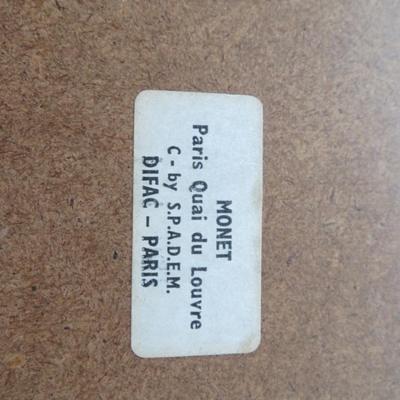 MONET
Paris Quai du Louvre
C - by S.P.A.D.E.M.
DIFAC - PARIS